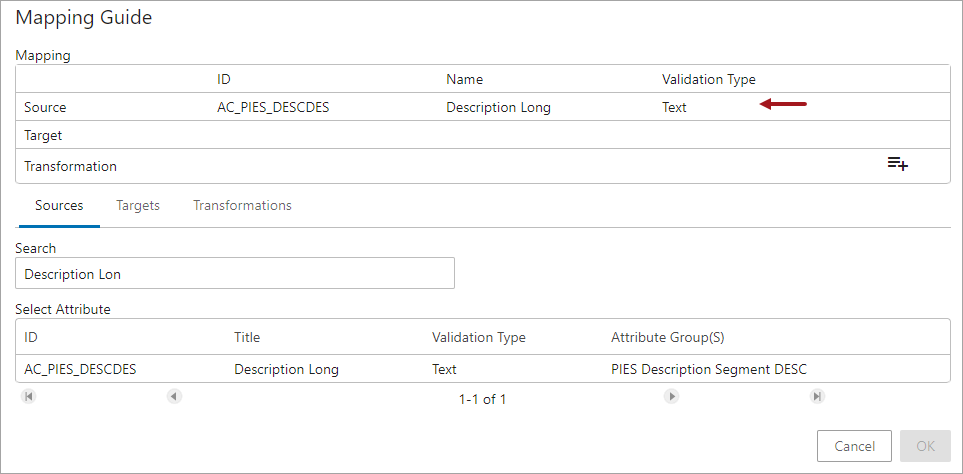 Mapping Guide
Mapping
ID Name Validation Type
Source AC_PIES_DESCDES Description Long Text
Target
Transformation
Sources Targets Transformations
Search
Description Lon
Select Attribute
ID Title Validation Type Attribute Group(S)
AC_PIES_DESCDES Description Long Text PIES Description Segment DESC
1-1 of 1
Cancel OK